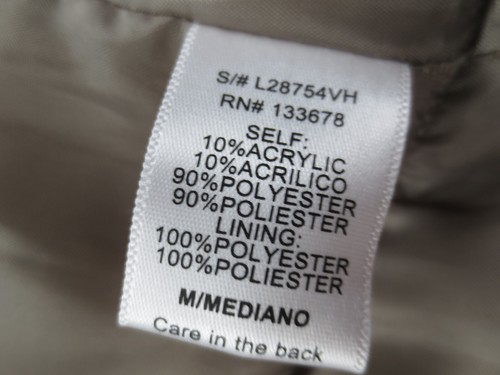 S/# L28754VH
RN# 133678
SELF:
10%ACRYLIC
10%ACRILICO
90%POLYESTER
90%POLIESTER
LINING:
100%POLYESTER
100%POLIESTER
M/MEDIANO
Care in the back